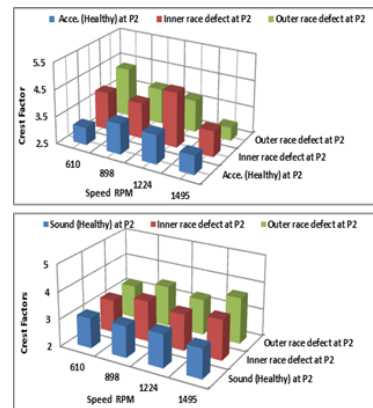 Acce. (Healthy) at P2 Inner race defect at P2 Outer race defect at P2
5.5
4.5
3.5
2.5
Crest Factor
610
898
1224
1495
Speed RPM
Outer race defect at P2
Inner race defect at P2
Acce. (Healthy) at P2
Sound (Healthy) at P2 Inner race defect at P2 Outer race defect at P2
5
4
3
2
Crest Factors
610
898
1224
1495
Speed RPM
Outer race defect at P2
Inner race defect at P2
Sound (Healthy) at P2